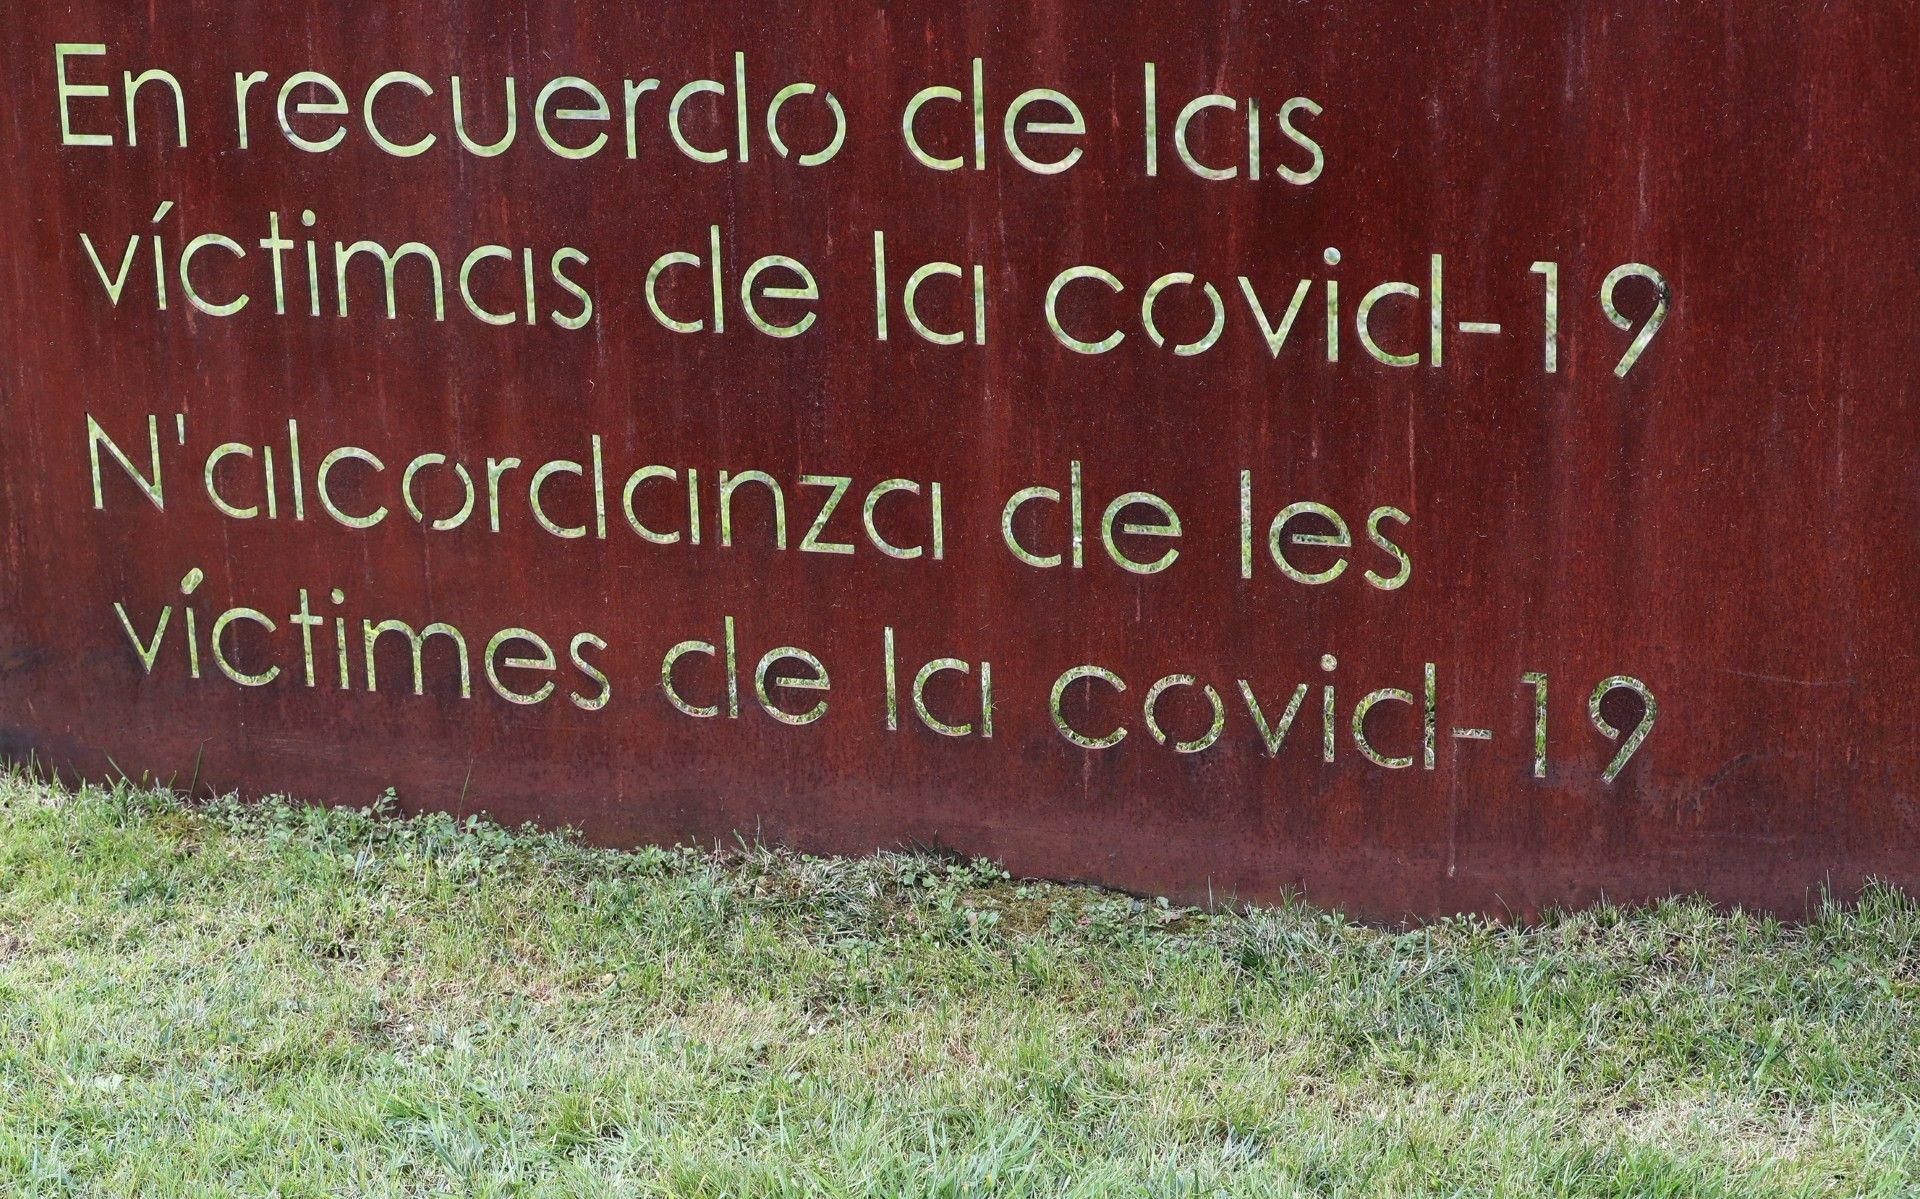 En recuerdo de las
víctimas de la covid-19
N'alcordanza de les
víctimes de la covid-19